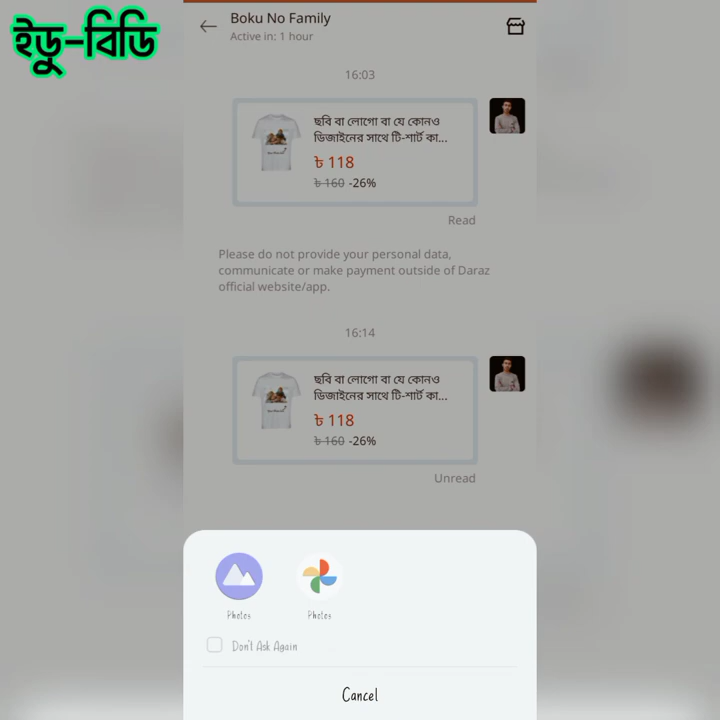 ইডু-বিডি
Boku No Family
Active in: 1 hour
16:03
ছবি বা লোগো বা যে কোনও
ডিজাইনের সাথে টি-শার্ট কা...
৳ 118
৳ 160 -26%
Read
Please do not provide your personal data,
communicate or make payment outside of Daraz
official website/app.
16:14
ছবি বা লোগো বা যে কোনও
ডিজাইনের সাথে টি-শার্ট কা...
৳ 118
৳ 160 -26%
Unread
Photos
Photos
Don't Ask Again
Cancel